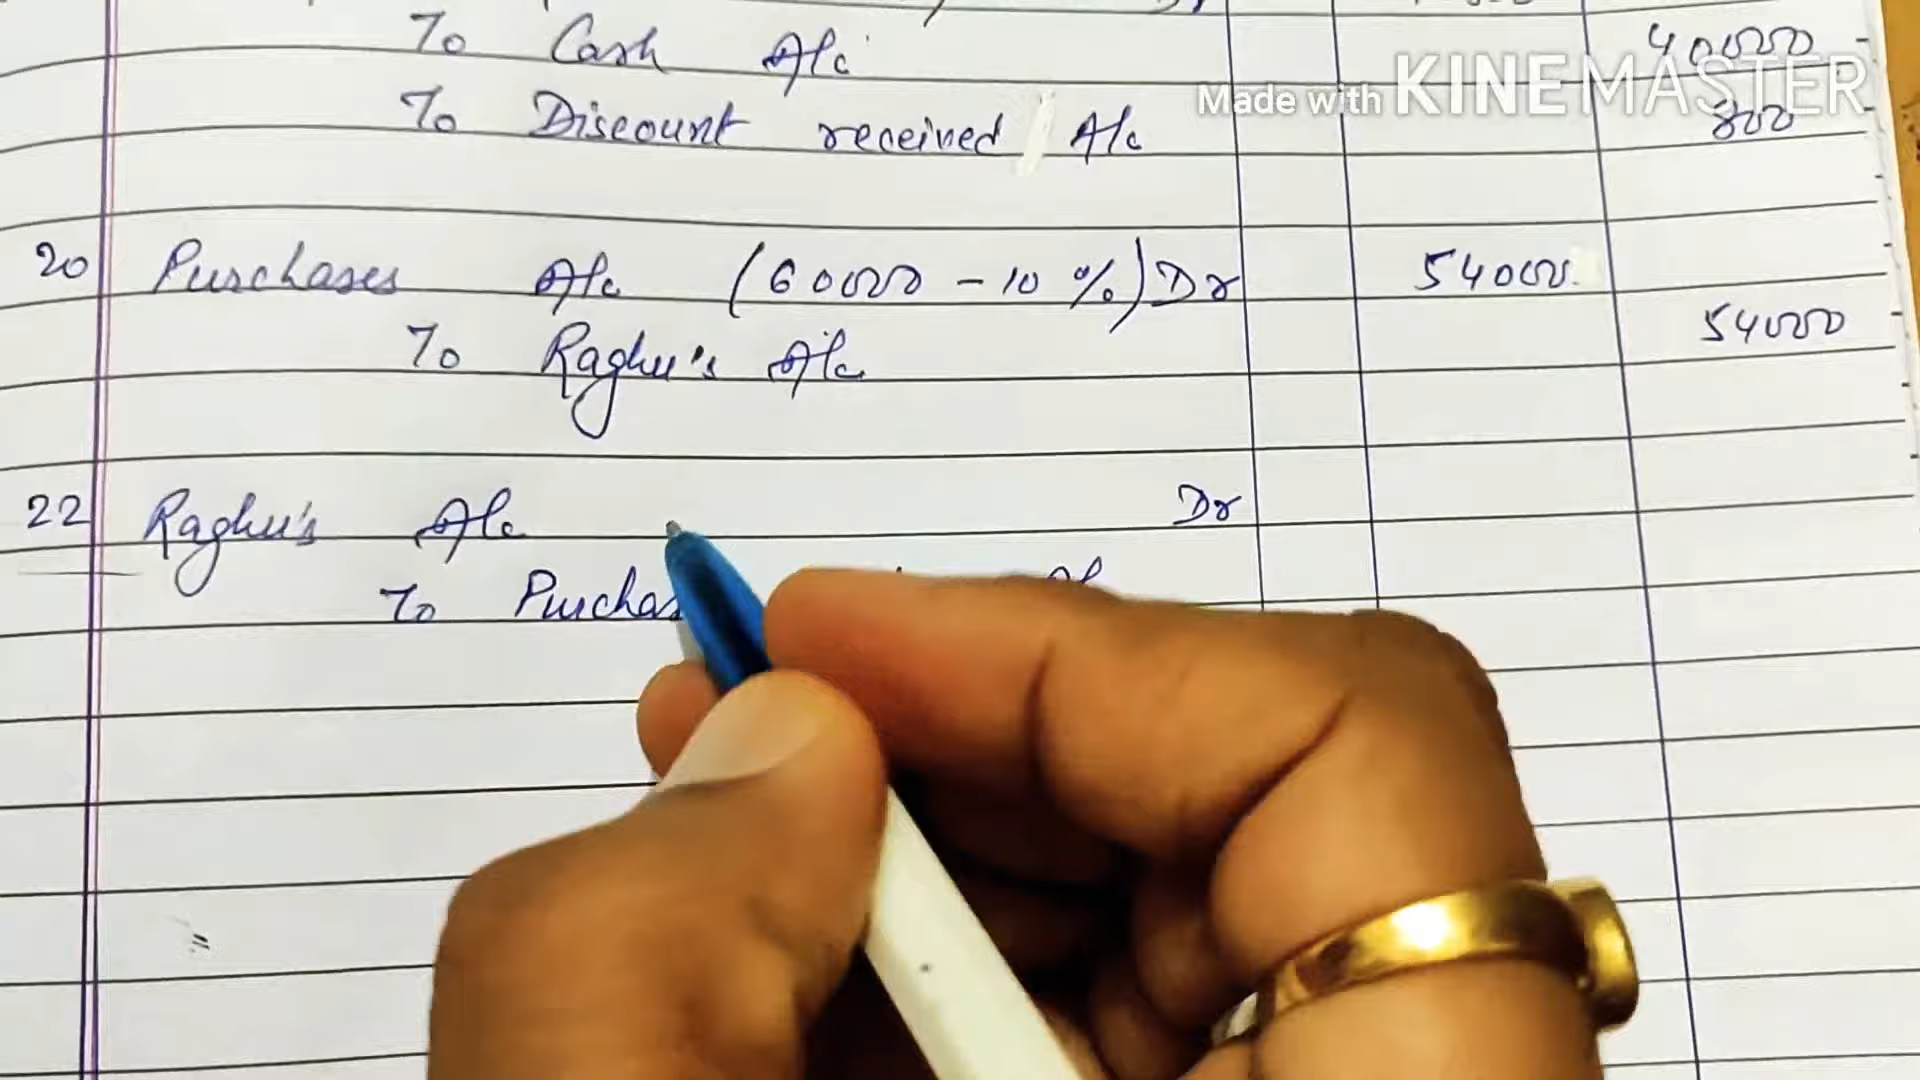 To Cash A/c 40000
Made with KINEMASTER
To Discount received A/c 800
20 Purchases A/c (60000 - 10%) Dr 54000
To Raghu's A/c 54000
22 Raghu's A/c Dr
To A/c